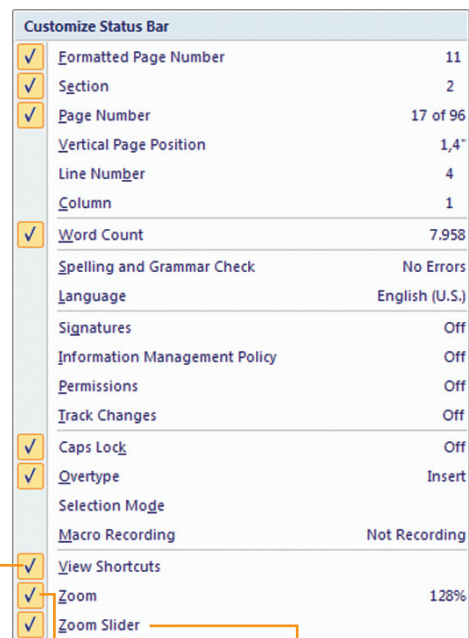 Customize Status Bar
Formatted Page Number 11
Section 2
Page Number 17 of 96
Vertical Page Position 1,4"
Line Number 4
Column 1
Word Count 7.958
Spelling and Grammar Check No Errors
Language English (U.S.)
Signatures Off
Information Management Policy Off
Permissions Off
Track Changes Off
Caps Lock Off
Overtype Insert
Selection Mode
Macro Recording Not Recording
View Shortcuts
Zoom 128%
Zoom Slider